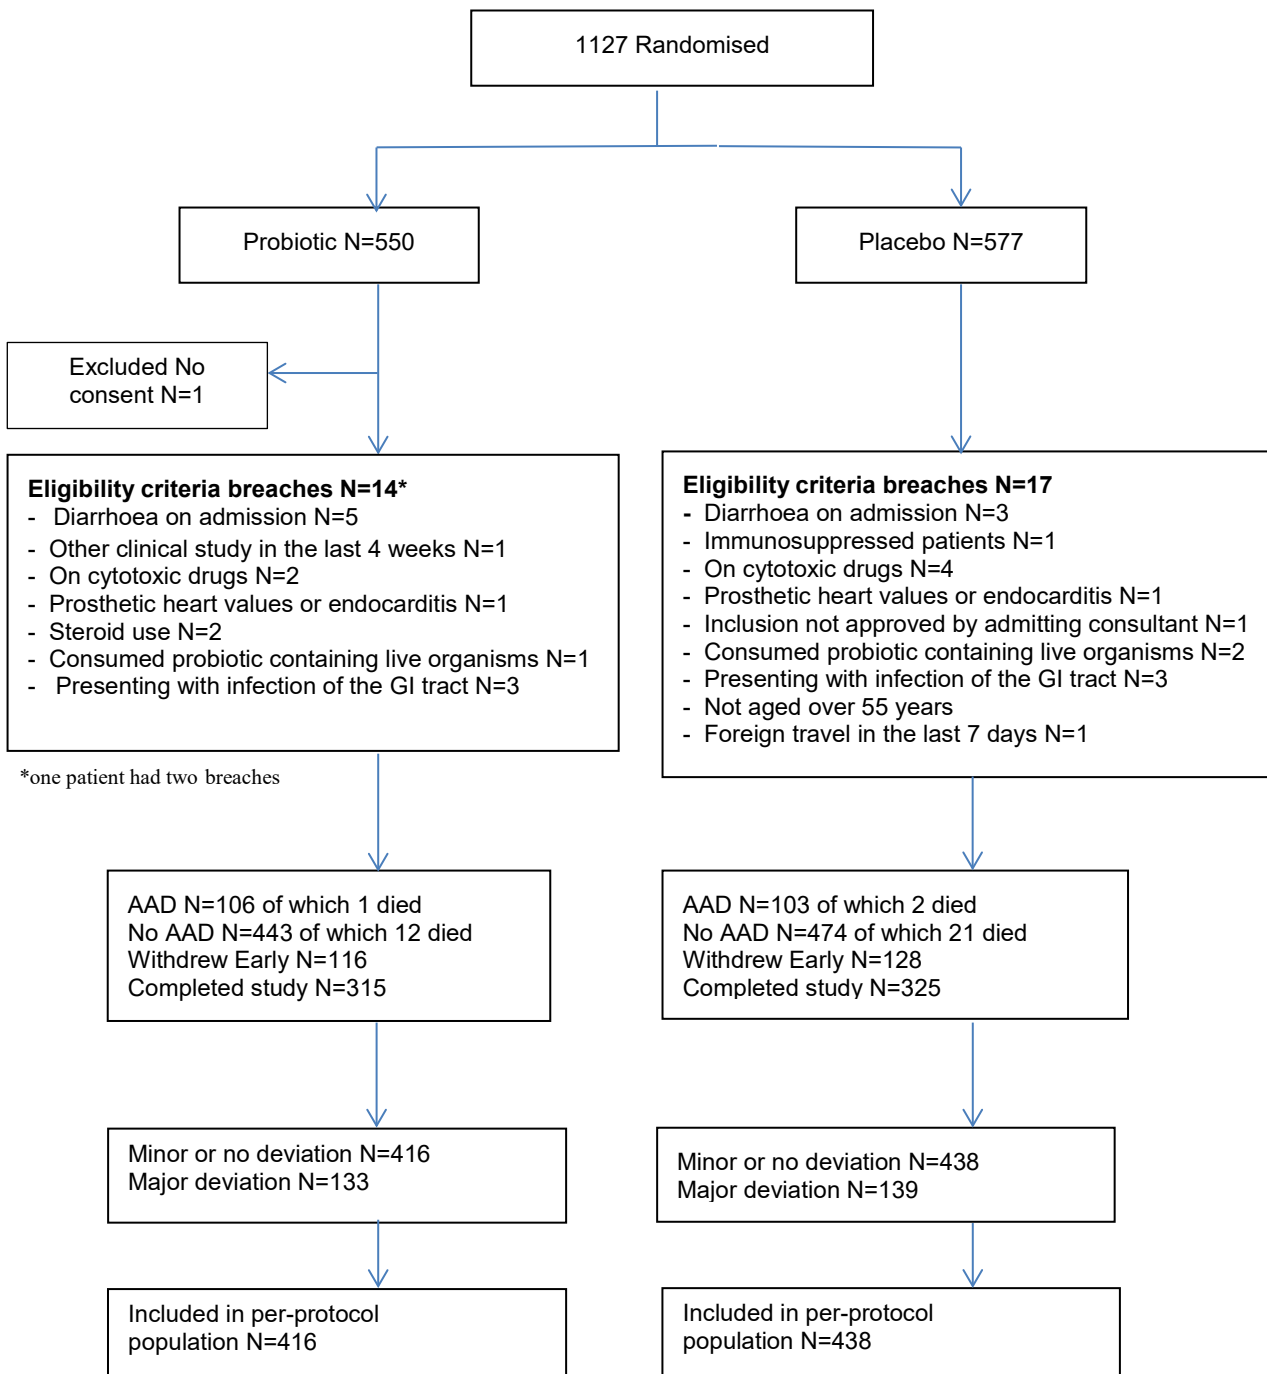 1127 Randomised
Probiotic N=550
Placebo N=577
Excluded No
consent N=1
Eligibility criteria breaches N=14*
- Diarrhoea on admission N=5
- Other clinical study in the last 4 weeks N=1
- On cytotoxic drugs N=2
- Prosthetic heart values or endocarditis N=1
- Steroid use N=2
- Consumed probiotic containing live organisms N=1
- Presenting with infection of the GI tract N=3
*one patient had two breaches
Eligibility criteria breaches N=17
- Diarrhoea on admission N=3
- Immunosuppressed patients N=1
- On cytotoxic drugs N=4
- Prosthetic heart values or endocarditis N=1
- Inclusion not approved by admitting consultant N=1
- Consumed probiotic containing live organisms N=2
- Presenting with infection of the GI tract N=3
- Not aged over 55 years
- Foreign travel in the last 7 days N=1
AAD N=106 of which 1 died
No AAD N=443 of which 12 died
Withdrew Early N=116
Completed study N=315
AAD N=103 of which 2 died
No AAD N=474 of which 21 died
Withdrew Early N=128
Completed study N=325
Minor or no deviation N=416
Major deviation N=133
Minor or no deviation N=438
Major deviation N=139
Included in per-protocol
population N=416
Included in per-protocol
population N=438